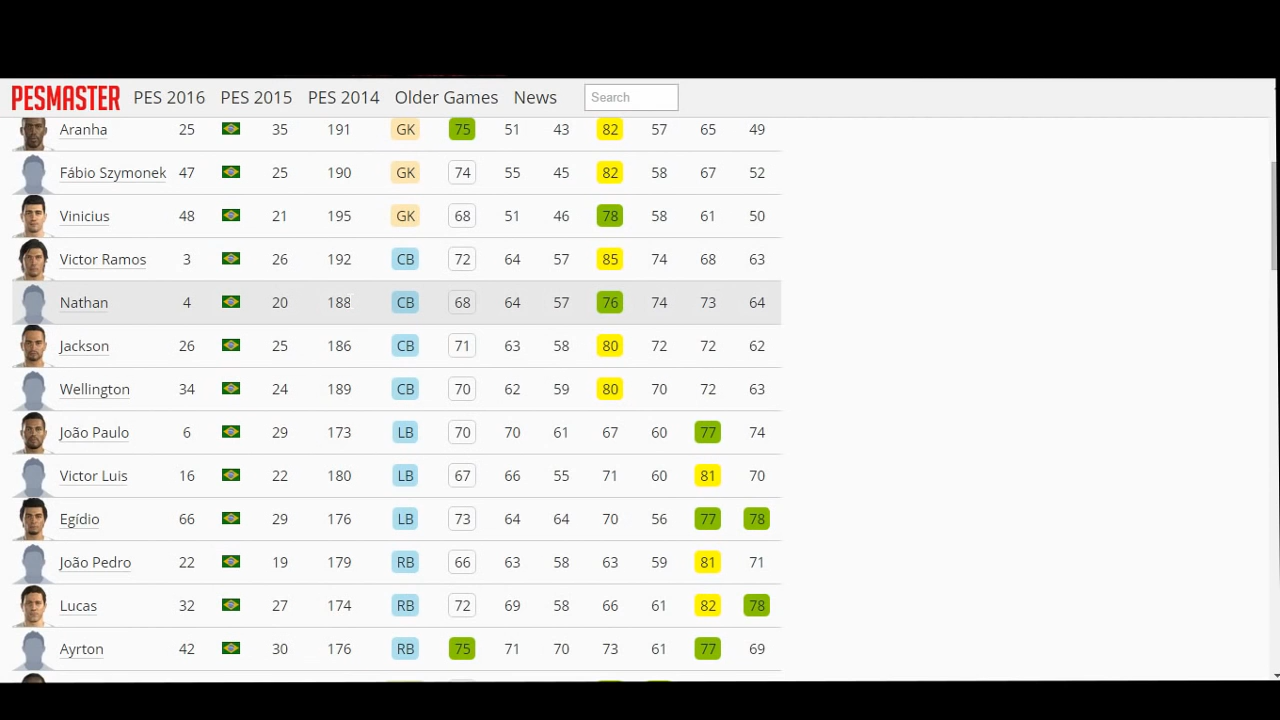 PESMASTER PES 2016 PES 2015 PES 2014 Older Games News Search
Aranha 25 35 191 GK 75 51 43 82 57 65 49
Fábio Szymonek 47 25 190 GK 74 55 45 82 58 67 52
Vinicius 48 21 195 GK 68 51 46 78 58 61 50
Victor Ramos 3 26 192 CB 72 64 57 85 74 68 63
Nathan 4 20 188 CB 68 64 57 76 74 73 64
Jackson 26 25 186 CB 71 63 58 80 72 72 62
Wellington 34 24 189 CB 70 62 59 80 70 72 63
João Paulo 6 29 173 LB 70 70 61 67 60 77 74
Victor Luis 16 22 180 LB 67 66 55 71 60 81 70
Egídio 66 29 176 LB 73 64 64 70 56 77 78
João Pedro 22 19 179 RB 66 63 58 63 59 81 71
Lucas 32 27 174 RB 72 69 58 66 61 82 78
Ayrton 42 30 176 RB 75 71 70 73 61 77 69